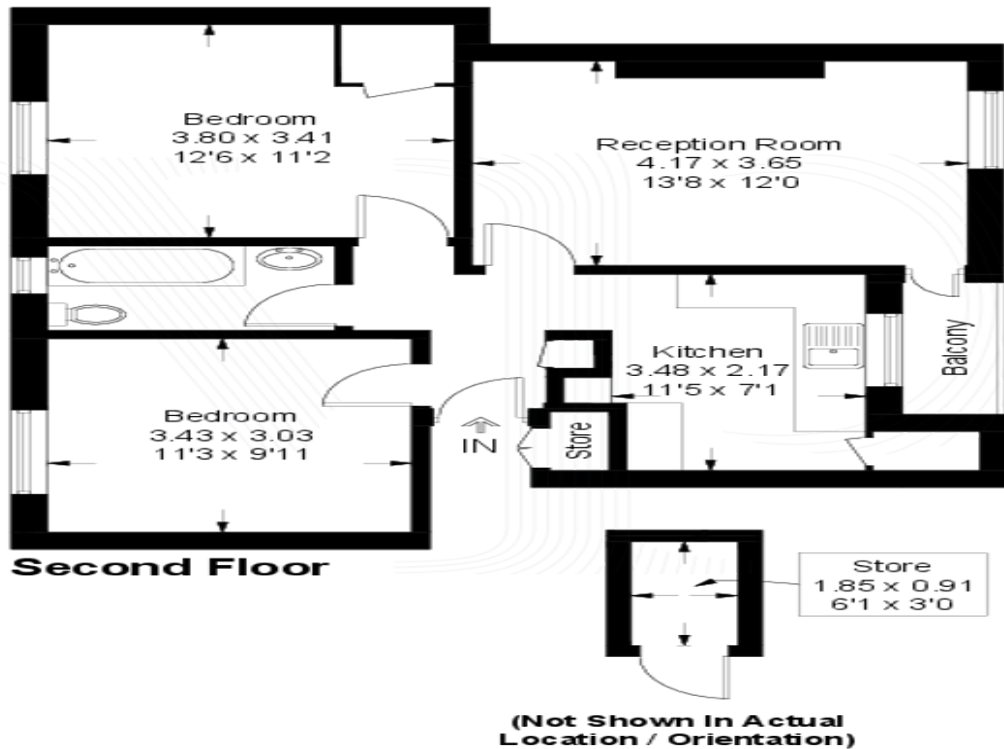 Bedroom
3.80 x 3.41
12'6 x 11'2
Reception Room
4.17 x 3.65
13'8 x 12'0
Kitchen
3.48 x 2.17
11'5 x 7'1
Balcony
Bedroom
3.43 x 3.03
11'3 x 9'11
IN
Store
Second Floor
Store
1.85 x 0.91
6'1 x 3'0
(Not Shown In Actual
Location / Orientation)